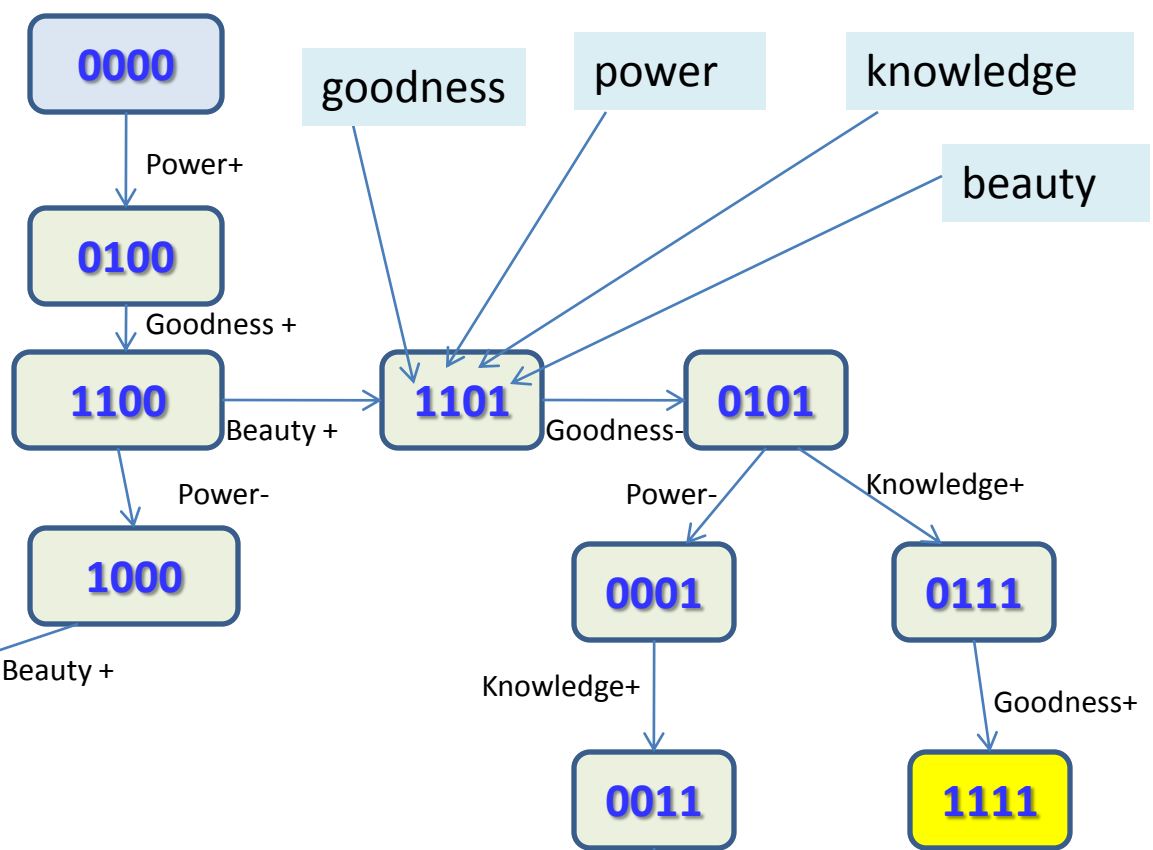 0000
goodness
power
knowledge
beauty
Power+
0100
Goodness +
1100
Beauty +
1101
Goodness-
0101
Power-
1000
Beauty +
Power-
Knowledge+
0001
0111
Knowledge+
Goodness+
0011
1111